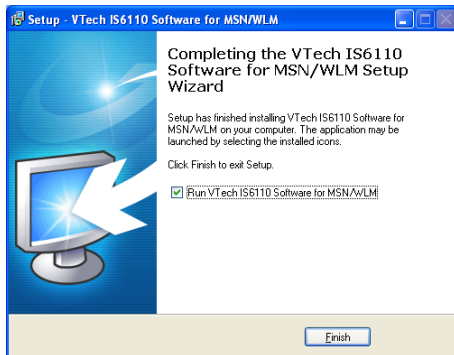 Setup - VTech IS6110 Software for MSN/WLM
Completing the VTech IS6110
Software for MSN/WLM Setup
Wizard
Setup has finished installing VTech IS6110 Software for
MSN/WLM on your computer. The application may be
launched by selecting the installed icons.
Click Finish to exit Setup.
Run VTech IS6110 Software for MSN/WLM
Finish